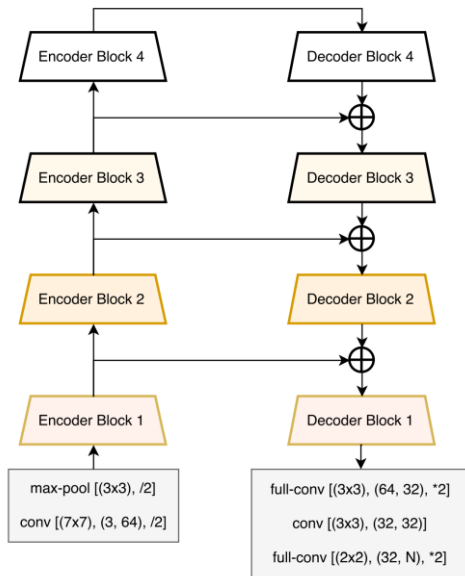 Encoder Block 4
Decoder Block 4
Encoder Block 3
Decoder Block 3
Encoder Block 2
Decoder Block 2
Encoder Block 1
Decoder Block 1
max-pool [(3x3), /2]
conv [(7x7), (3, 64), /2]
full-conv [(3x3), (64, 32), *2]
conv [(3x3), (32, 32)]
full-conv [(2x2), (32, N), *2]